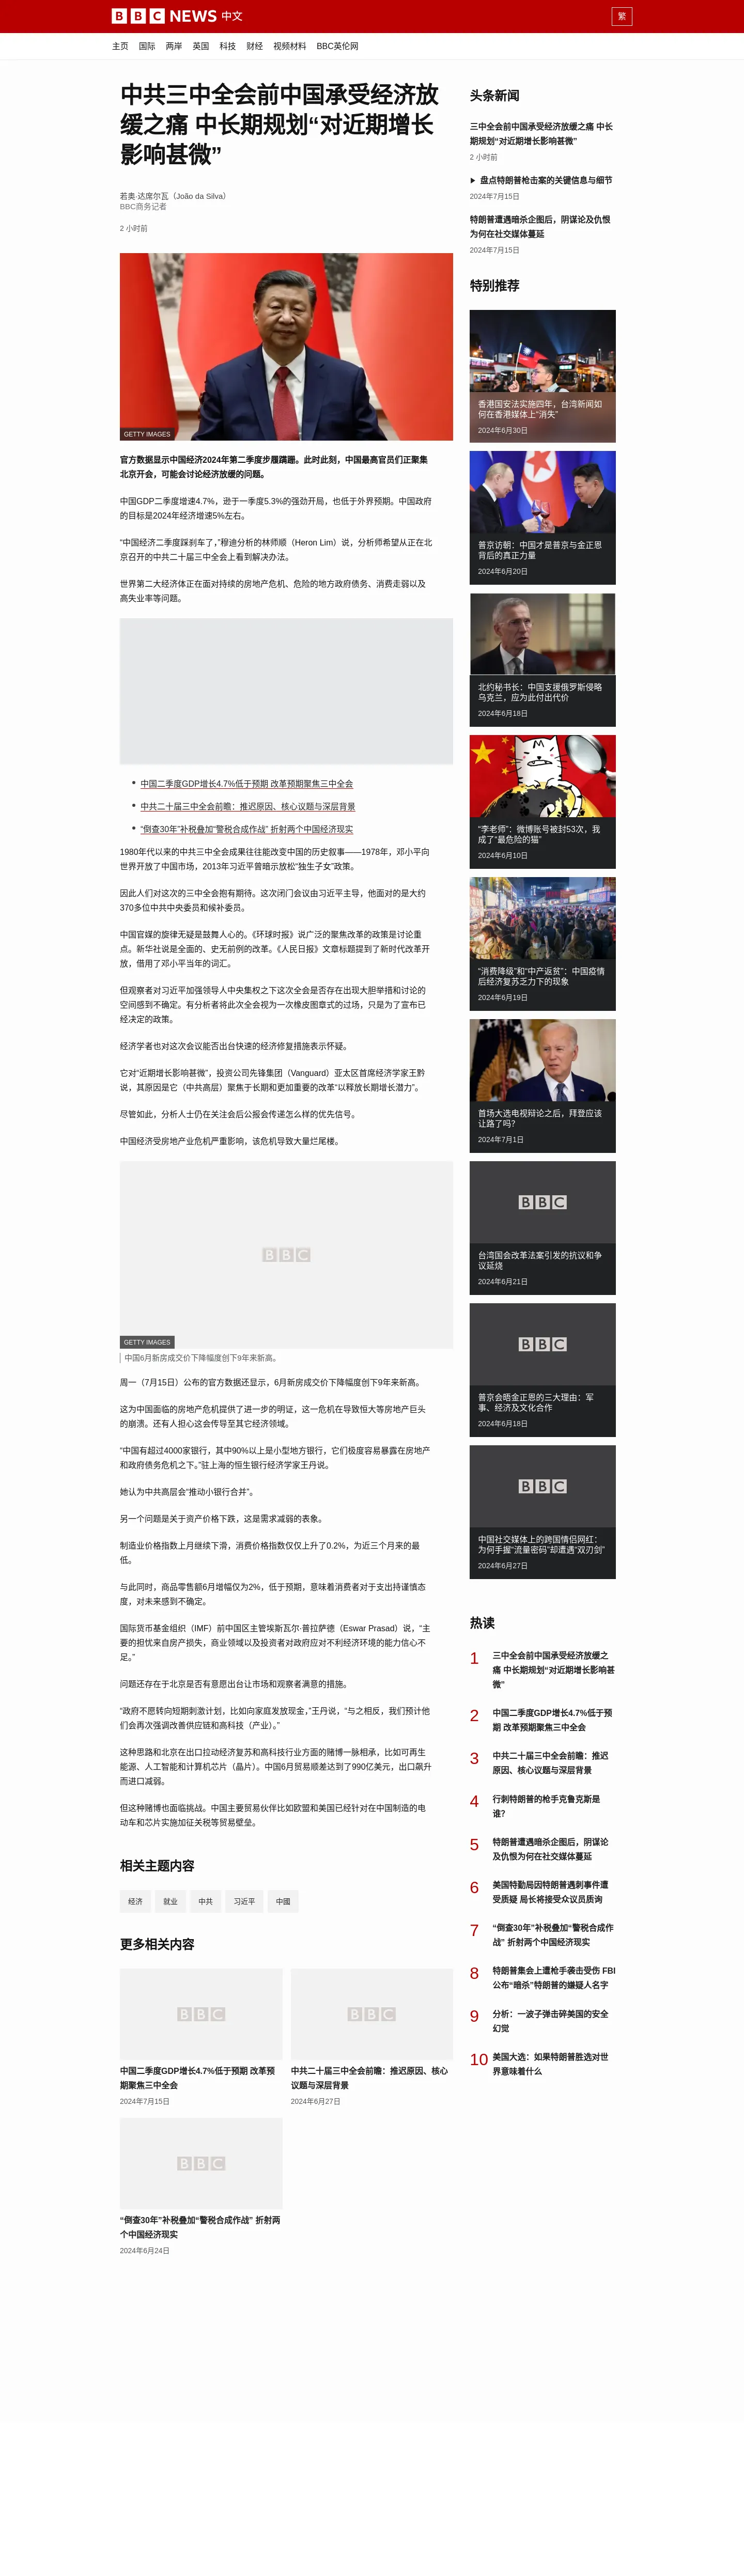 BBC NEWS 中文
繁
主页 国际 两岸 英国 科技 财经 视频材料 BBC英伦网
中共三中全会前中国承受经济放
缓之痛 中长期规划“对近期增长
影响甚微”
若奥·达席尔瓦（João da Silva）
BBC商务记者
2 小时前
GETTY IMAGES
官方数据显示中国经济2024年第二季度步履蹒跚。此时此刻，中国最高官员们正聚集
北京开会，可能会讨论经济放缓的问题。
中国GDP二季度增速4.7%，逊于一季度5.3%的强劲开局，也低于外界预期。中国政府
的目标是2024年经济增速5%左右。
“中国经济二季度踩刹车了，”穆迪分析的林师顺（Heron Lim）说，分析师希望从正在北
京召开的中共二十届三中全会上看到解决办法。
世界第二大经济体正在面对持续的房地产危机、危险的地方政府债务、消费走弱以及
高失业率等问题。
中国二季度GDP增长4.7%低于预期 改革预期聚焦三中全会
中共二十届三中全会前瞻：推迟原因、核心议题与深层背景
“倒查30年”补税叠加“警税合成作战” 折射两个中国经济现实
1980年代以来的中共三中全会成果往往能改变中国的历史叙事——1978年，邓小平向
世界开放了中国市场，2013年习近平曾暗示放松“独生子女”政策。
因此人们对这次的三中全会抱有期待。这次闭门会议由习近平主导，他面对的是大约
370多位中共中央委员和候补委员。
中国官媒的旋律无疑是鼓舞人心的。《环球时报》说广泛的聚焦改革的政策是讨论重
点。新华社说是全面的、史无前例的改革。《人民日报》文章标题提到了新时代改革开
放，借用了邓小平当年的词汇。
但观察者对习近平加强领导人中央集权之下这次全会是否存在出现大胆举措和讨论的
空间感到不确定。有分析者将此次全会视为一次橡皮图章式的过场，只是为了宣布已
经决定的政策。
经济学者也对这次会议能否出台快速的经济修复措施表示怀疑。
它对“近期增长影响甚微”，投资公司先锋集团（Vanguard）亚太区首席经济学家王黔
说，其原因是它（中共高层）聚焦于长期和更加重要的改革“以释放长期增长潜力”。
尽管如此，分析人士仍在关注会后公报会传递怎么样的优先信号。
中国经济受房地产业危机严重影响，该危机导致大量烂尾楼。
BBC
GETTY IMAGES
中国6月新房成交价下降幅度创下9年来新高。
周一（7月15日）公布的官方数据还显示，6月新房成交价下降幅度创下9年来新高。
这为中国面临的房地产危机提供了进一步的明证，这一危机在导致恒大等房地产巨头
的崩溃。还有人担心这会传导至其它经济领域。
“中国有超过4000家银行，其中90%以上是小型地方银行，它们极度容易暴露在房地产
和政府债务危机之下。”驻上海的恒生银行经济学家王丹说。
她认为中共高层会“推动小银行合并”。
另一个问题是关于资产价格下跌，这是需求减弱的表象。
制造业价格指数上月继续下滑，消费价格指数仅仅上升了0.2%，为近三个月来的最
低。
与此同时，商品零售额6月增幅仅为2%，低于预期，意味着消费者对于支出持谨慎态
度，对未来感到不确定。
国际货币基金组织（IMF）前中国区主管埃斯瓦尔·普拉萨德（Eswar Prasad）说，“主
要的担忧来自房产损失，商业领域以及投资者对政府应对不利经济环境的能力信心不
足。”
问题还存在于北京是否有意愿出台让市场和观察者满意的措施。
“政府不愿转向短期刺激计划，比如向家庭发放现金，”王丹说，“与之相反，我们预计他
们会再次强调改善供应链和高科技（产业）。”
这种思路和北京在出口拉动经济复苏和高科技行业方面的赌博一脉相承，比如可再生
能源、人工智能和计算机芯片（晶片）。中国6月贸易顺差达到了990亿美元，出口飙升
而进口减弱。
但这种赌博也面临挑战。中国主要贸易伙伴比如欧盟和美国已经针对在中国制造的电
动车和芯片实施加征关税等贸易壁垒。
相关主题内容
经济 就业 中共 习近平 中國
更多相关内容
BBC BBC
中国二季度GDP增长4.7%低于预期 改革预
期聚焦三中全会
2024年7月15日
中共二十届三中全会前瞻：推迟原因、核心
议题与深层背景
2024年6月27日
BBC
“倒查30年”补税叠加“警税合成作战” 折射两
个中国经济现实
2024年6月24日
头条新闻
三中全会前中国承受经济放缓之痛 中长
期规划“对近期增长影响甚微”
2 小时前
盘点特朗普枪击案的关键信息与细节
2024年7月15日
特朗普遭遇暗杀企图后，阴谋论及仇恨
为何在社交媒体蔓延
2024年7月15日
特别推荐
香港国安法实施四年，台湾新闻如
何在香港媒体上“消失”
2024年6月30日
普京访朝：中国才是普京与金正恩
背后的真正力量
2024年6月20日
北约秘书长：中国支援俄罗斯侵略
乌克兰，应为此付出代价
2024年6月18日
“李老师”：微博账号被封53次，我
成了“最危险的猫”
2024年6月10日
“消费降级”和“中产返贫”：中国疫情
后经济复苏乏力下的现象
2024年6月19日
首场大选电视辩论之后，拜登应该
让路了吗？
2024年7月1日
BBC
台湾国会改革法案引发的抗议和争
议延烧
2024年6月21日
BBC
普京会晤金正恩的三大理由：军
事、经济及文化合作
2024年6月18日
BBC
中国社交媒体上的跨国情侣网红：
为何手握“流量密码”却遭遇“双刃剑”
2024年6月27日
热读
1 三中全会前中国承受经济放缓之
痛 中长期规划“对近期增长影响甚
微”
2 中国二季度GDP增长4.7%低于预
期 改革预期聚焦三中全会
3 中共二十届三中全会前瞻：推迟
原因、核心议题与深层背景
4 行刺特朗普的枪手克鲁克斯是
谁？
5 特朗普遭遇暗杀企图后，阴谋论
及仇恨为何在社交媒体蔓延
6 美国特勤局因特朗普遇刺事件遭
受质疑 局长将接受众议员质询
7 “倒查30年”补税叠加“警税合成作
战” 折射两个中国经济现实
8 特朗普集会上遭枪手袭击受伤 FBI
公布“暗杀”特朗普的嫌疑人名字
9 分析：一波子弹击碎美国的安全
幻觉
10 美国大选：如果特朗普胜选对世
界意味着什么